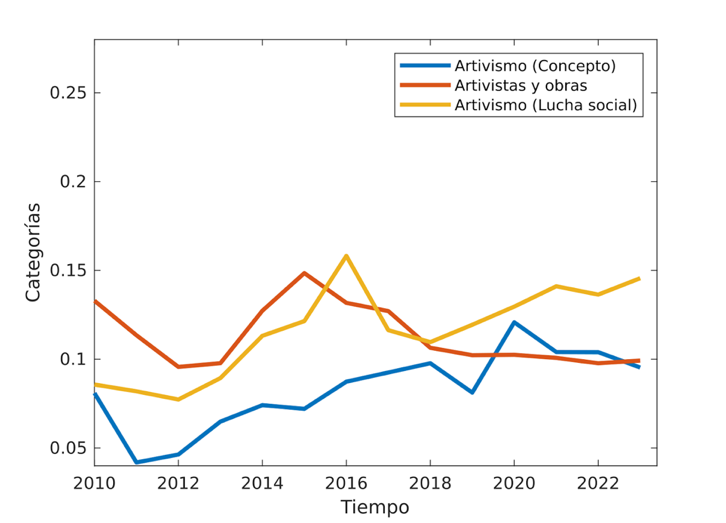 Artivismo (Concepto)
Artivistas y obras
Artivismo (Lucha social)
0.25
0.2
0.15
0.1
0.05
Categorías
2010 2012 2014 2016 2018 2020 2022
Tiempo